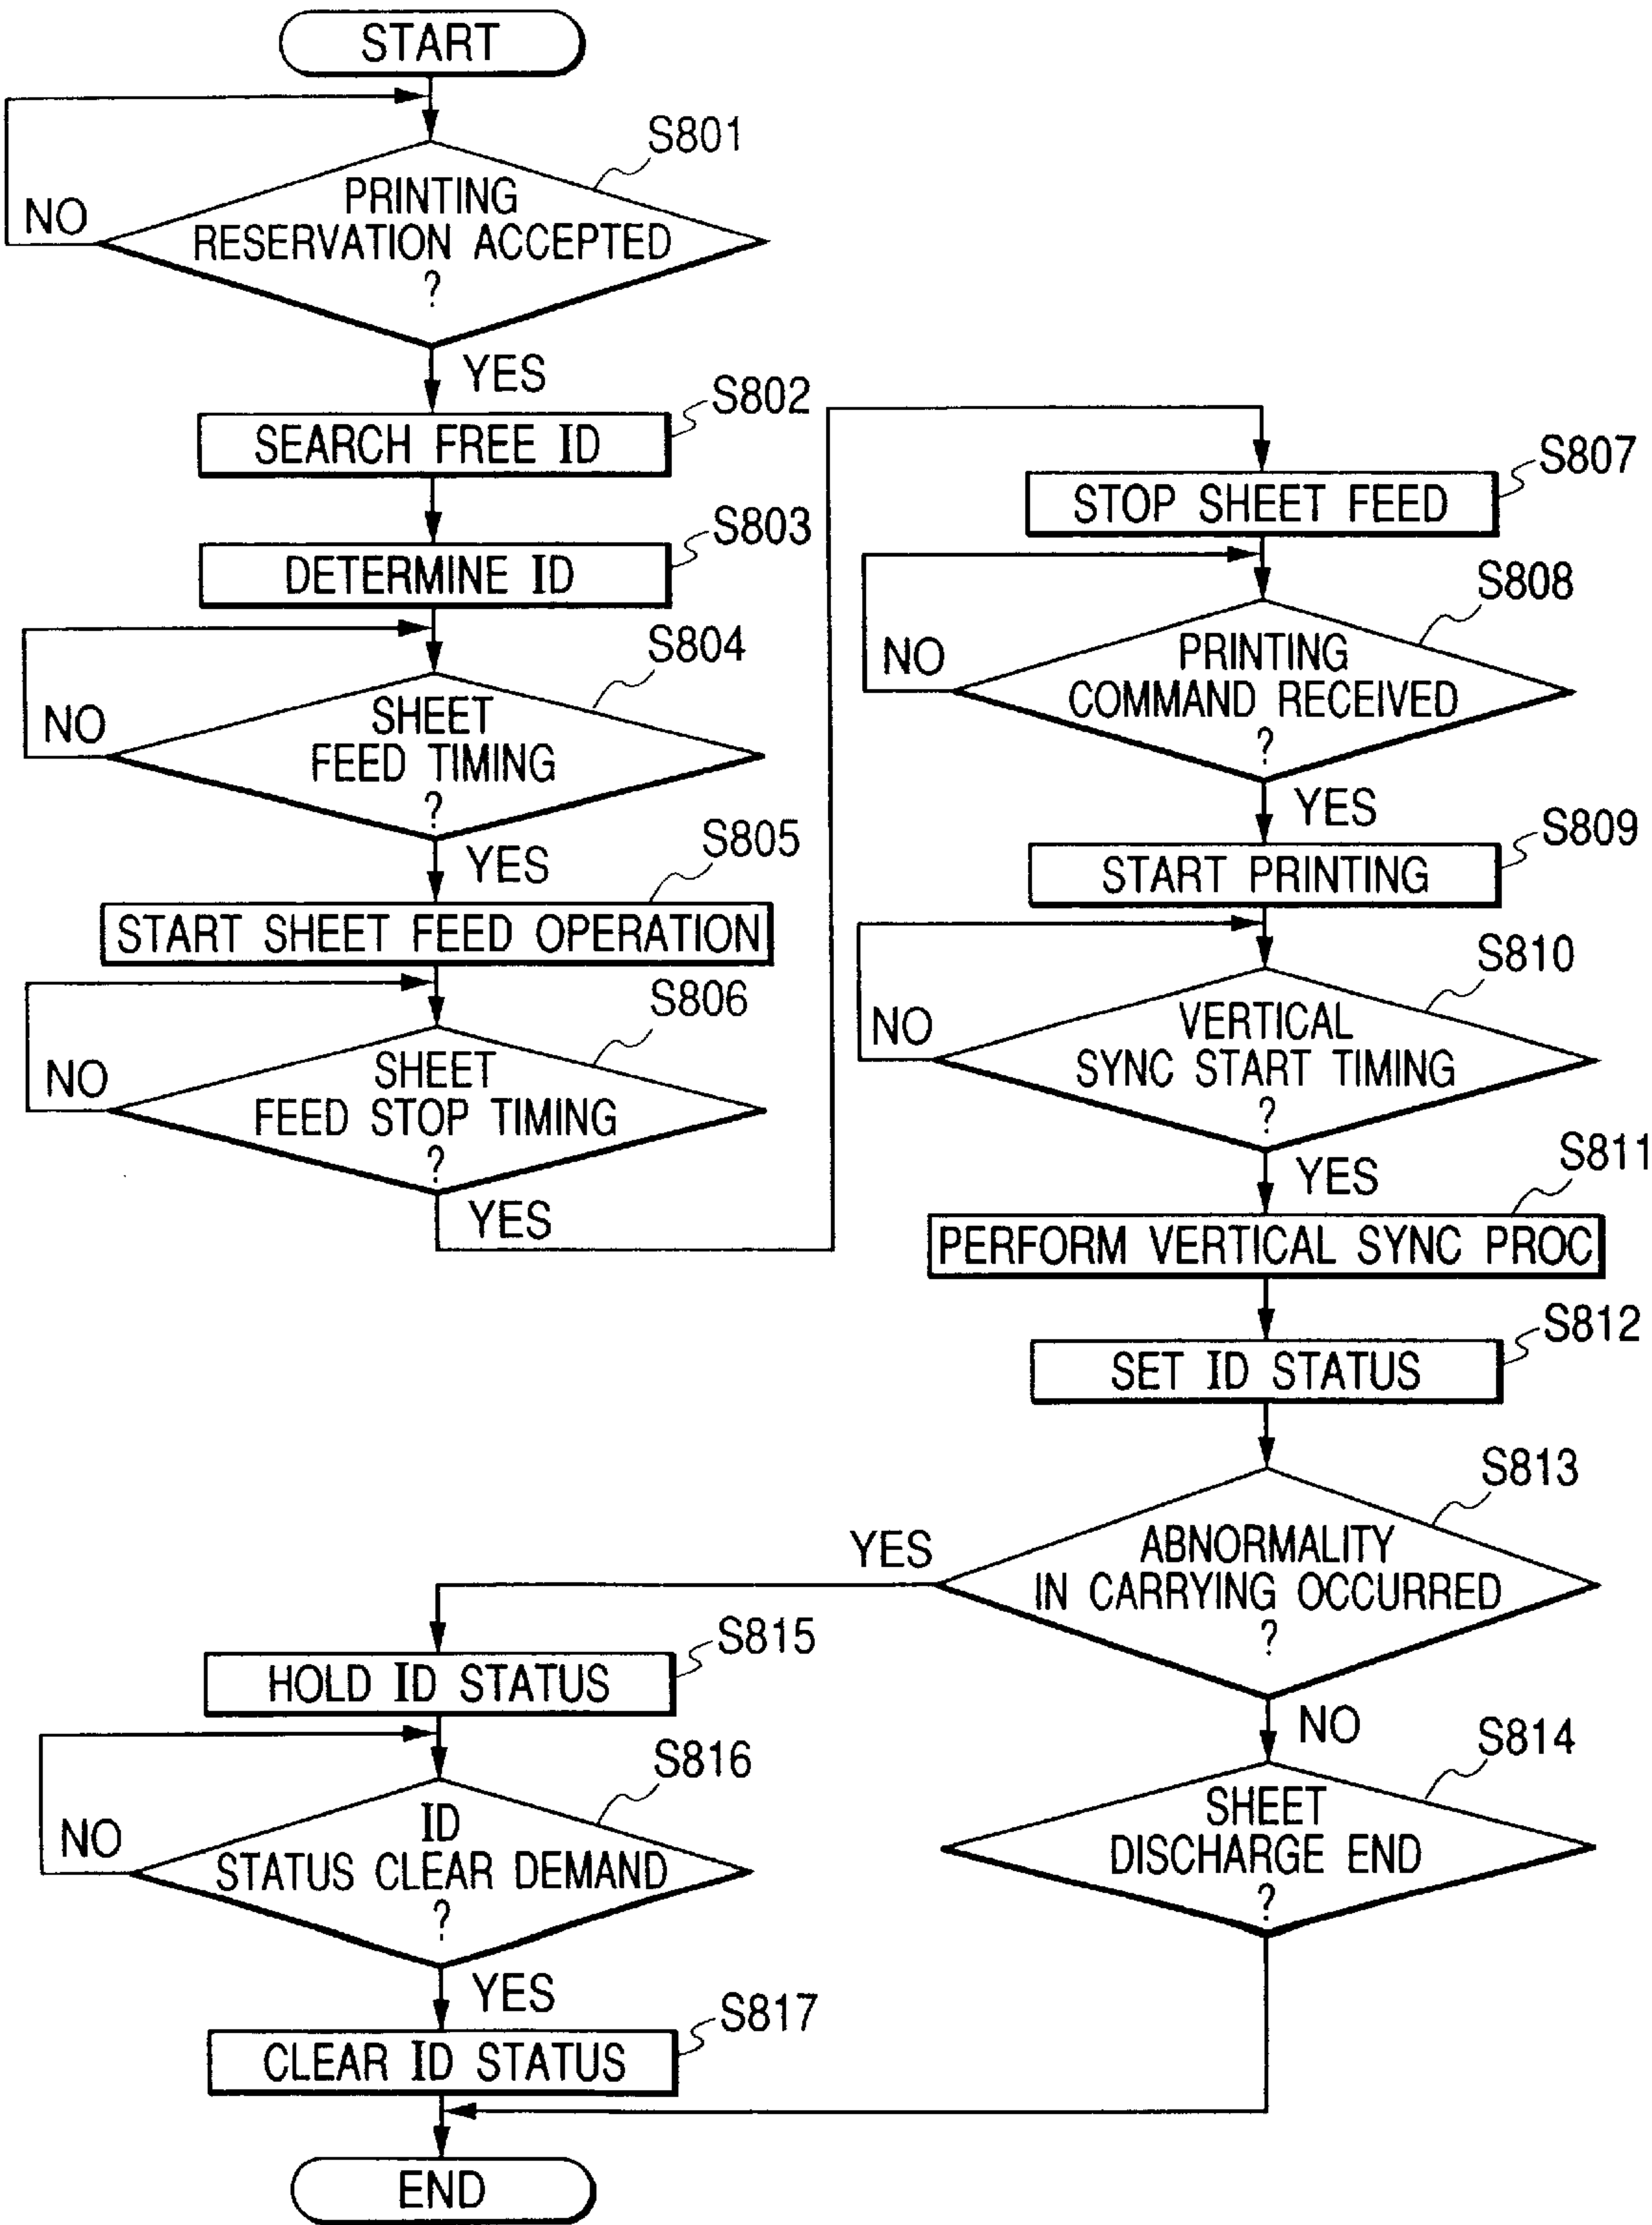 START
S801
PRINTING
RESERVATION ACCEPTED
?
NO
YES
S802
SEARCH FREE ID
S803
DETERMINE ID
S804
SHEET
FEED TIMING
?
NO
YES
S805
START SHEET FEED OPERATION
S806
SHEET
FEED STOP TIMING
?
NO
YES
S807
STOP SHEET FEED
S808
PRINTING
COMMAND RECEIVED
?
NO
YES
S809
START PRINTING
S810
VERTICAL
SYNC START TIMING
?
NO
YES
S811
PERFORM VERTICAL SYNC PROC
S812
SET ID STATUS
S813
ABNORMALITY
IN CARRYING OCCURRED
?
YES
NO
S814
SHEET
DISCHARGE END
?
S815
HOLD ID STATUS
S816
ID
STATUS CLEAR DEMAND
?
NO
YES
S817
CLEAR ID STATUS
END